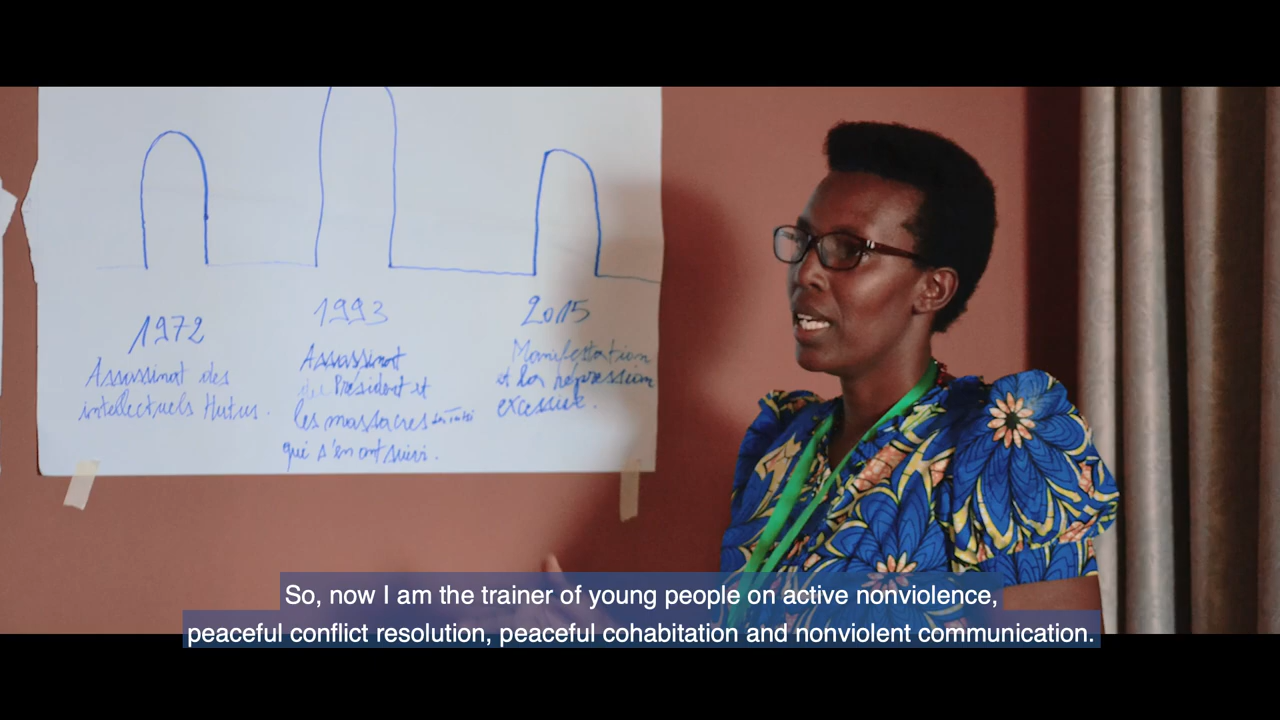 1972
Assassinat des
intellectuels Hutus.
1993
Assassinat
du Président et
les massacres
qui s'en ont suivi.
2015
Manifestation
et la répression
excessive.
So, now I am the trainer of young people on active nonviolence,
peaceful conflict resolution, peaceful cohabitation and nonviolent communication.